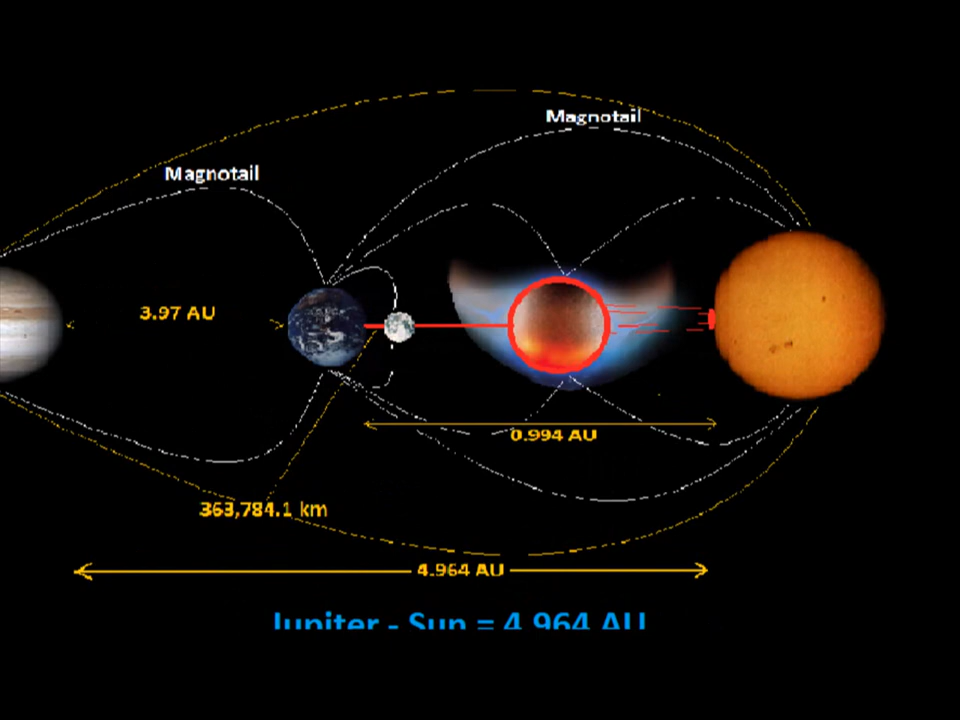 Magnotail
Magnotail
3.97 AU
0.994 AU
363,784.1 km
4.964 AU
Jupiter - Sun = 4.964 AU